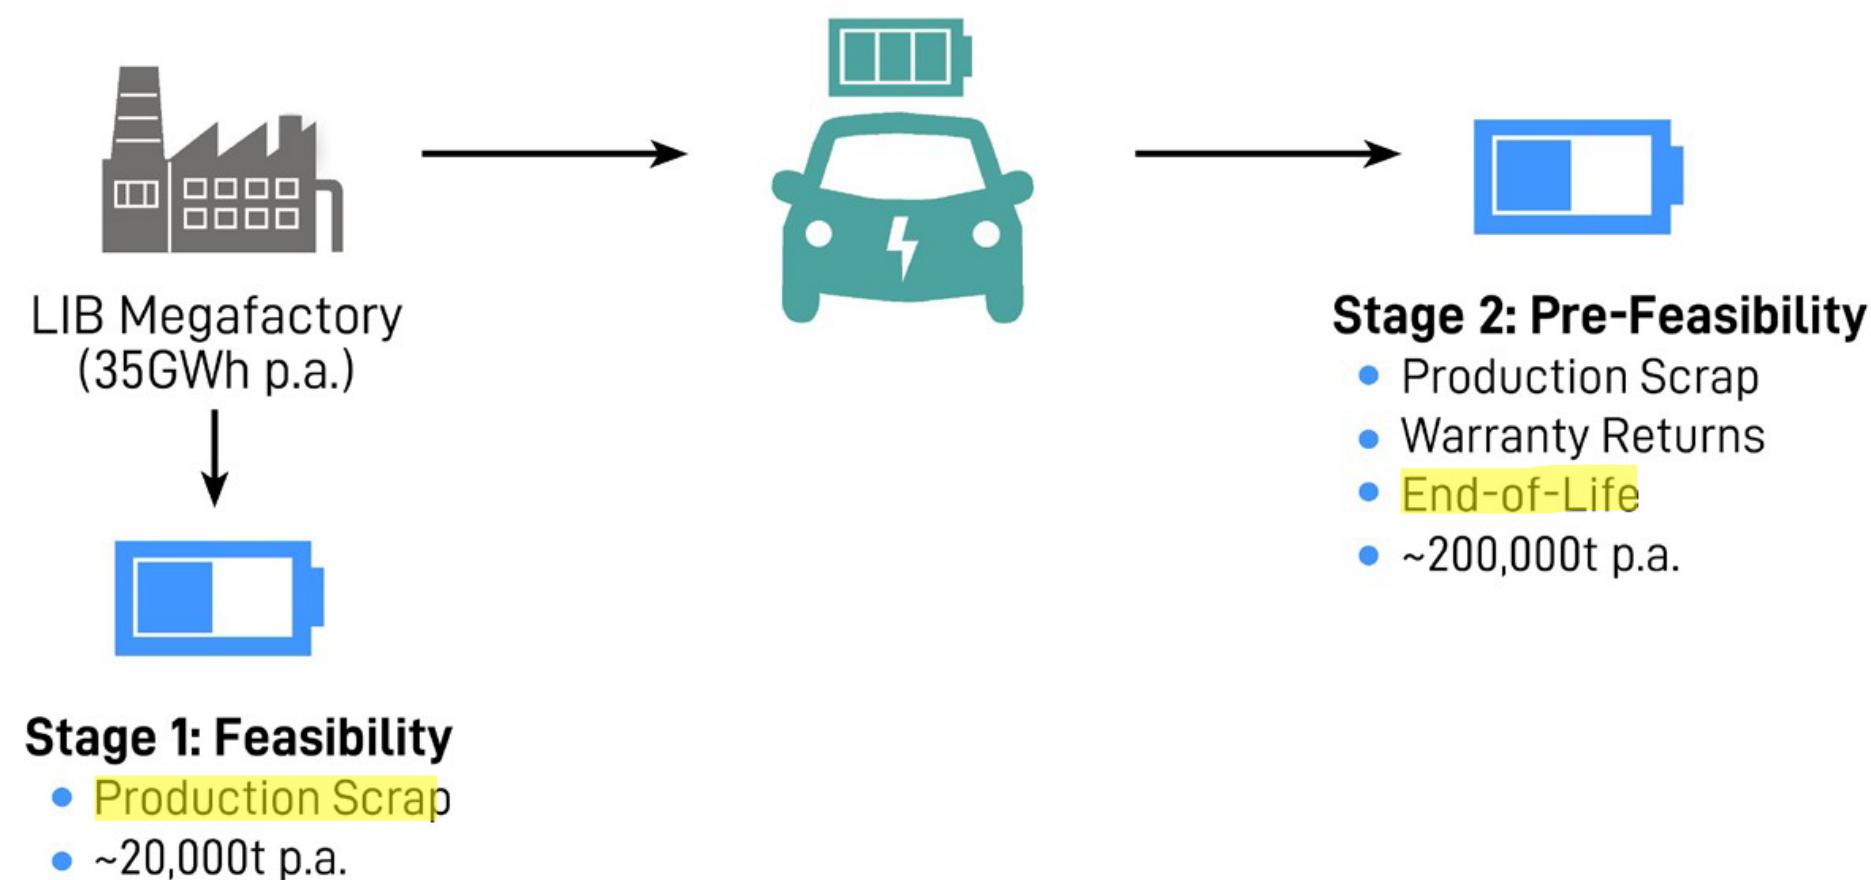 LIB Megafactory
(35GWh p.a.)
Stage 1: Feasibility
Production Scrap
~20,000t p.a.
Stage 2: Pre-Feasibility
Production Scrap
Warranty Returns
End-of-Life
~200,000t p.a.